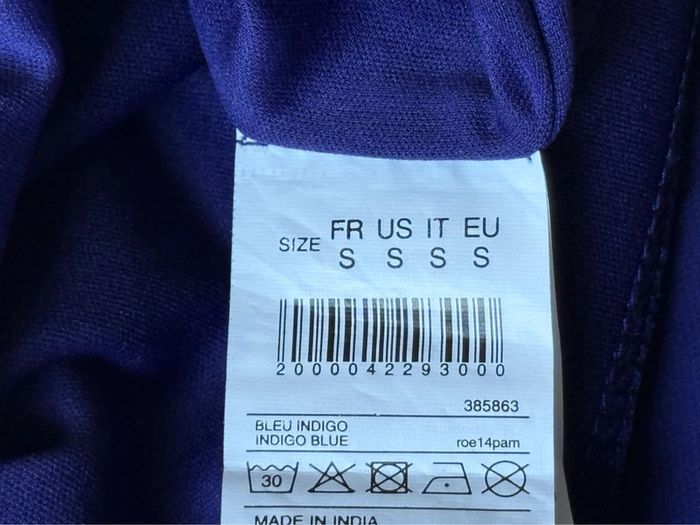 SIZE FR US IT EU
S S S S
2000042293000
385863
BLEU INDIGO
INDIGO BLUE roe14pam
30
MADE IN INDIA